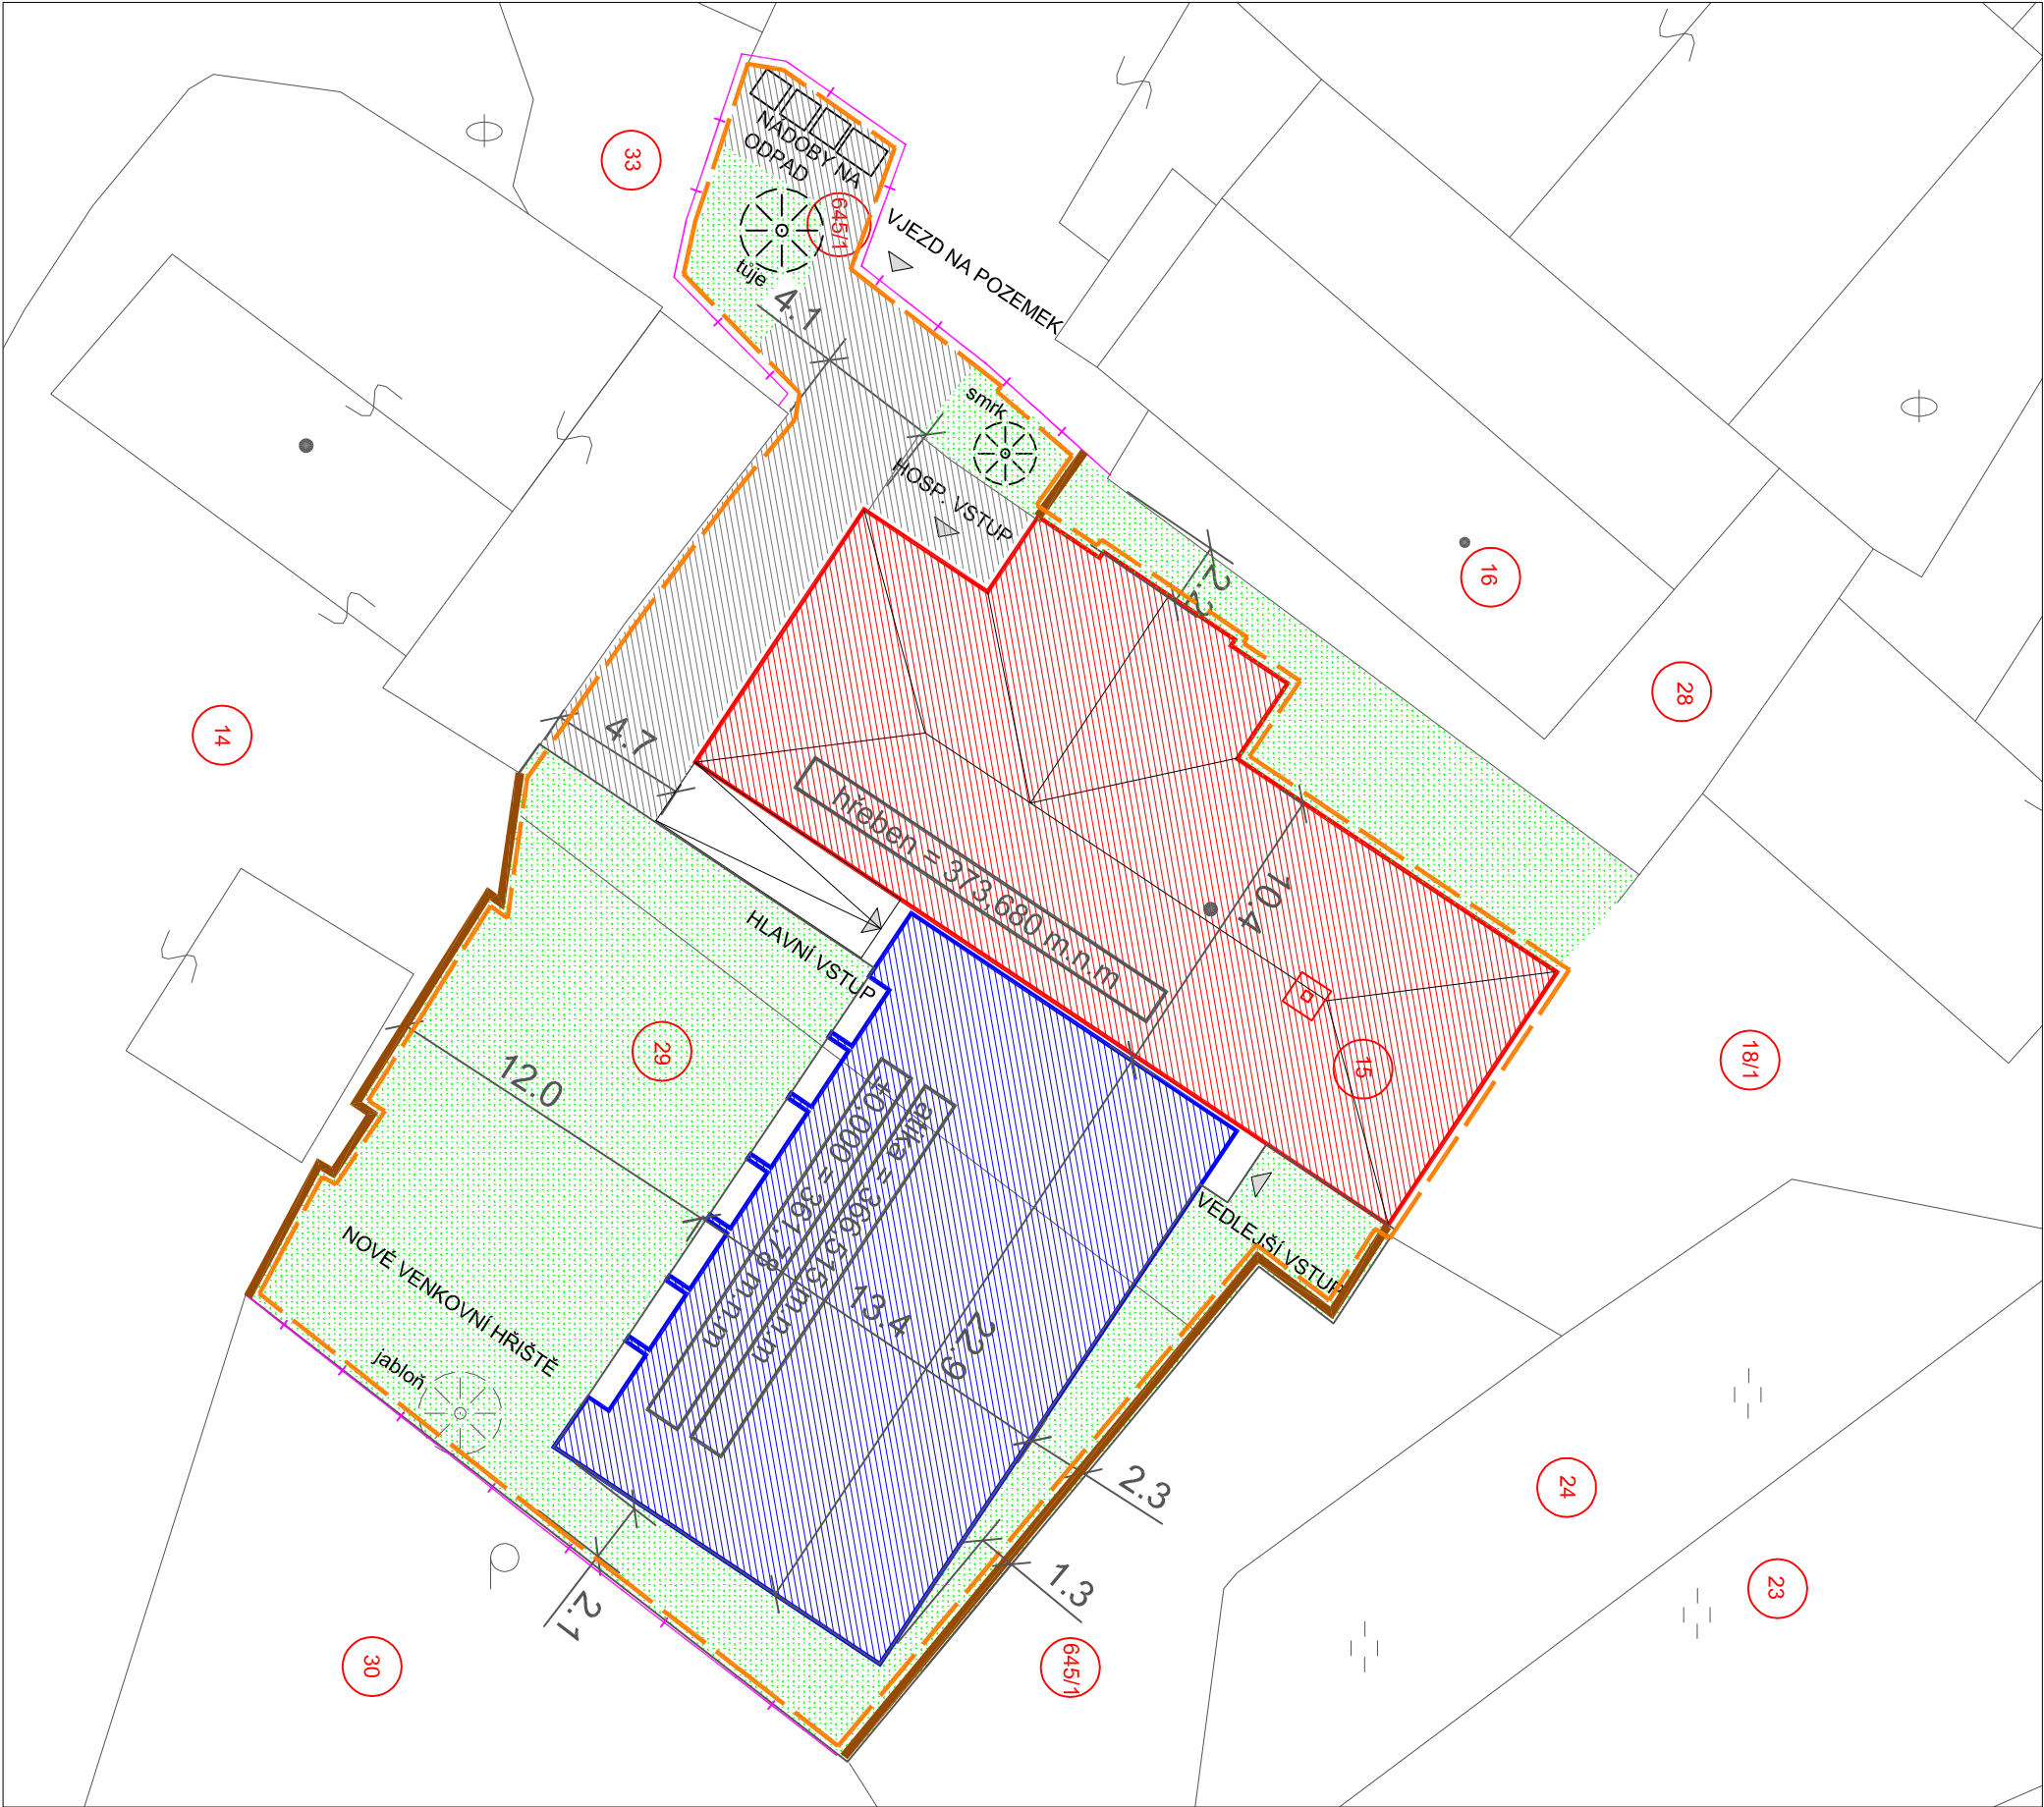 33
NÁDOBY NA
ODPAD
645/1
VJEZD NA POZEMEK
tůje
4.1
smrk
HOSP. VSTUP
2.2
16
28
14
4.7
hřeben = 373,680 m.n.m
10.4
HLAVNÍ VSTUP
29
12.0
15
18/1
±0,000 = 361,78 m.n.m
atika = 366,515 m.n.m
VEDLEJŠÍ VSTUP
NOVÉ VENKOVNÍ HŘIŠTĚ
jabloň
13.4
22.9
2.3
24
1.3
23
2.1
30
645/1